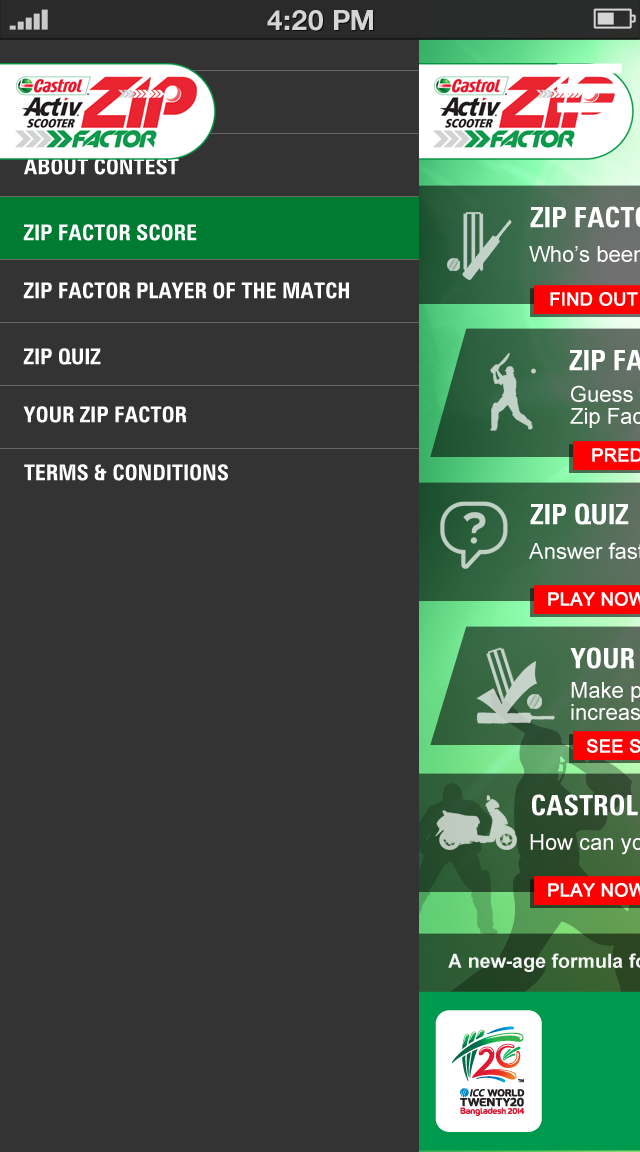 4:20 PM
Castrol
Activ
SCOOTER
ZIP
FACTOR
ABOUT CONTEST
ZIP FACTOR SCORE
ZIP FACTOR PLAYER OF THE MATCH
ZIP QUIZ
YOUR ZIP FACTOR
TERMS & CONDITIONS
Castrol
Activ
SCOOTER
ZIP
FACTOR
ZIP FACTO
Who's been
FIND OUT
ZIP FA
Guess
Zip Fac
PRED
ZIP QUIZ
Answer fast
PLAY NOW
YOUR
Make p
increas
SEE S
CASTROL
How can yo
PLAY NOW
A new-age formula fo
T20
TM
ICC WORLD
TWENTY20
Bangladesh 2014